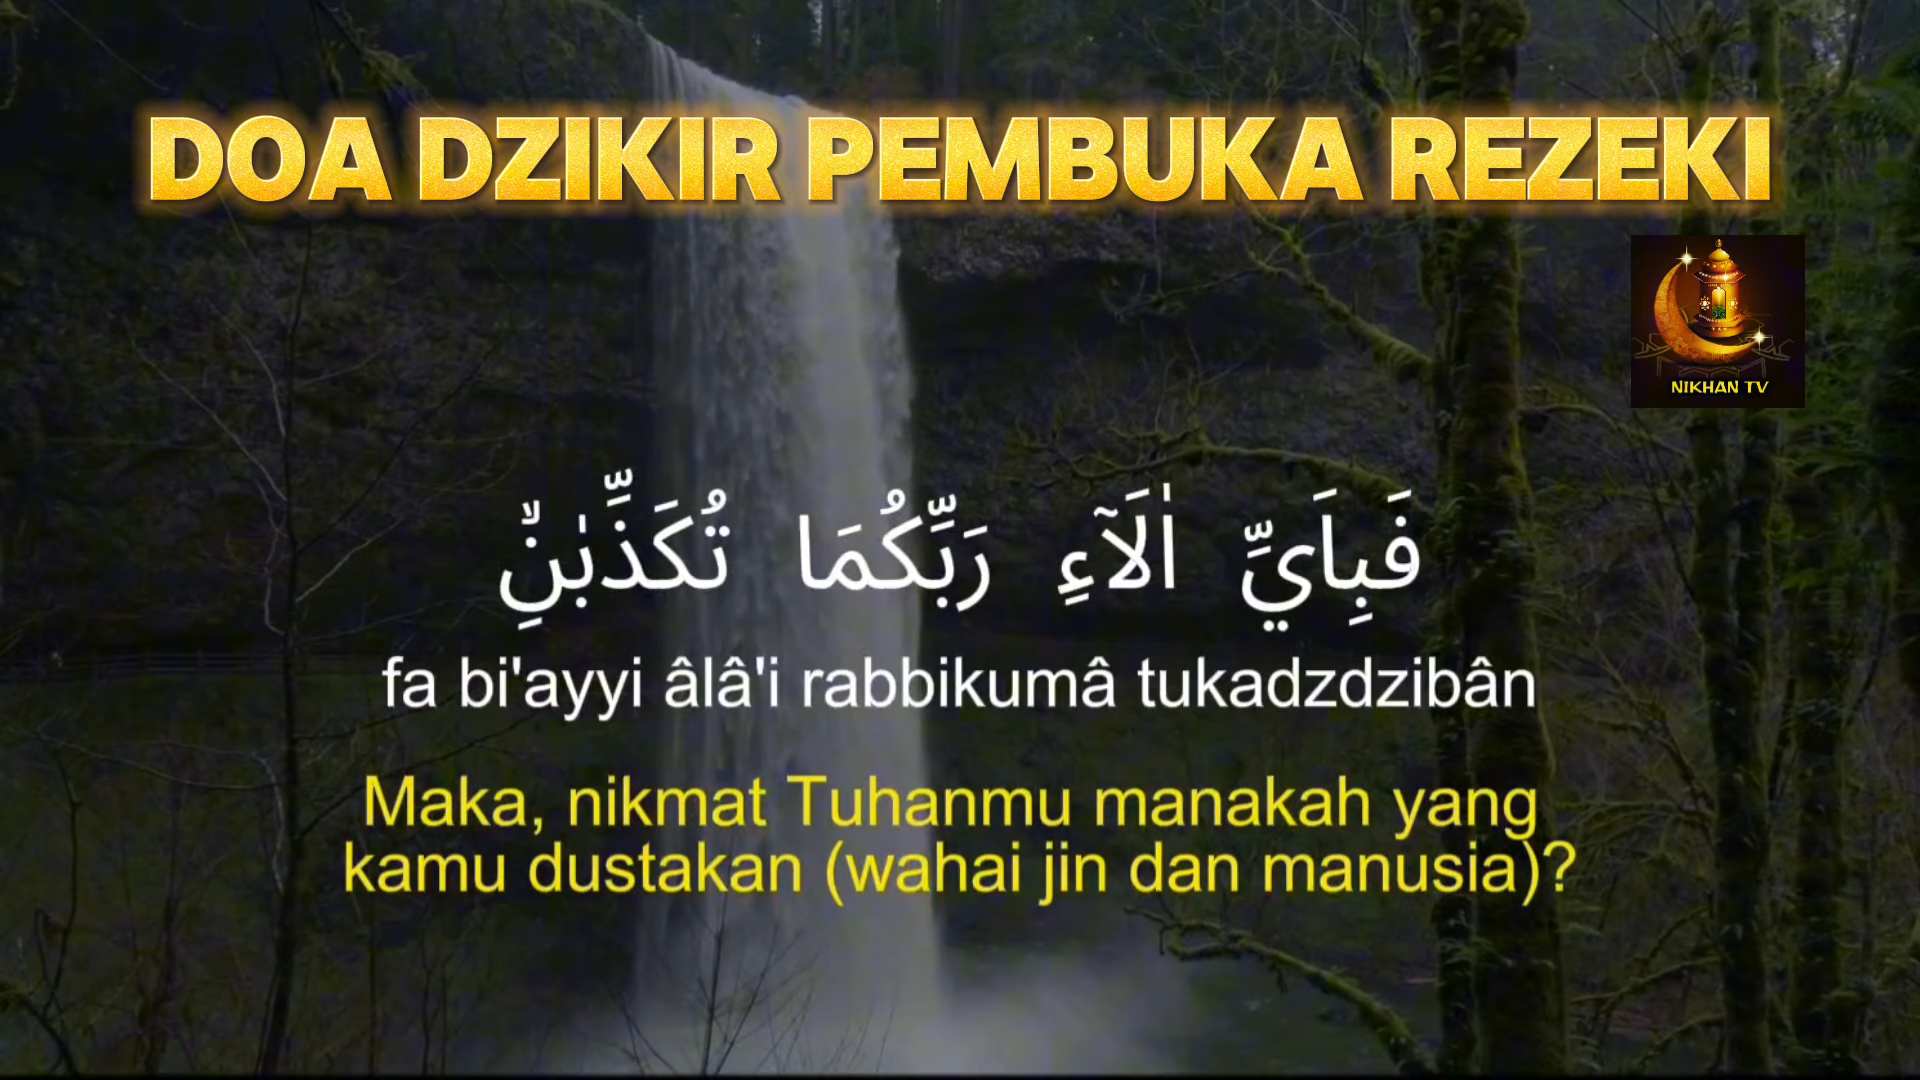 DOA DZIKIR PEMBUKA REZEKI
NIKHAN TV
فَبِاَيِّ اٰلَاۤءِ رَبِّكُمَا تُكَذِّبٰنِۙ
fa bi'ayyi âlâ'i rabbikumâ tukadzdzibân
Maka, nikmat Tuhanmu manakah yang
kamu dustakan (wahai jin dan manusia)?